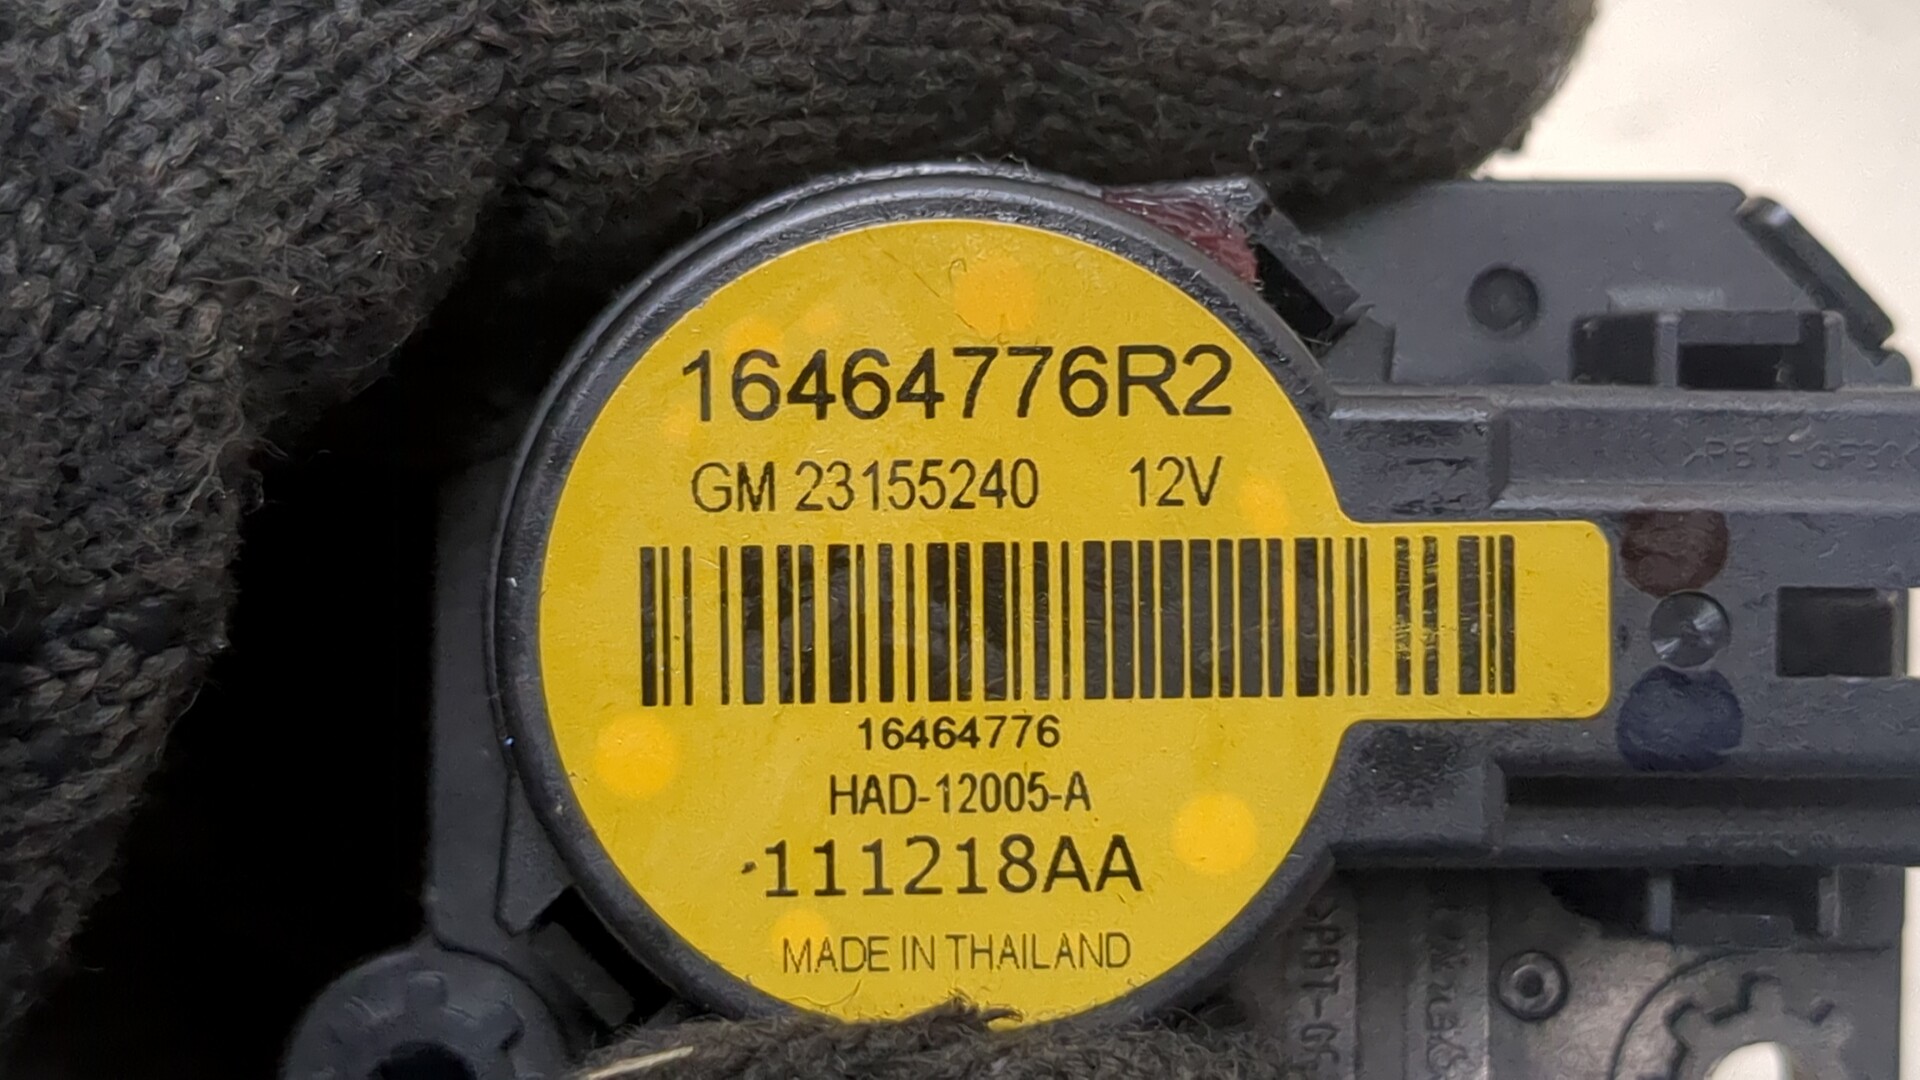 16464776R2
GM 23155240 12V
16464776
HAD-12005-A
111218AA
MADE IN THAILAND